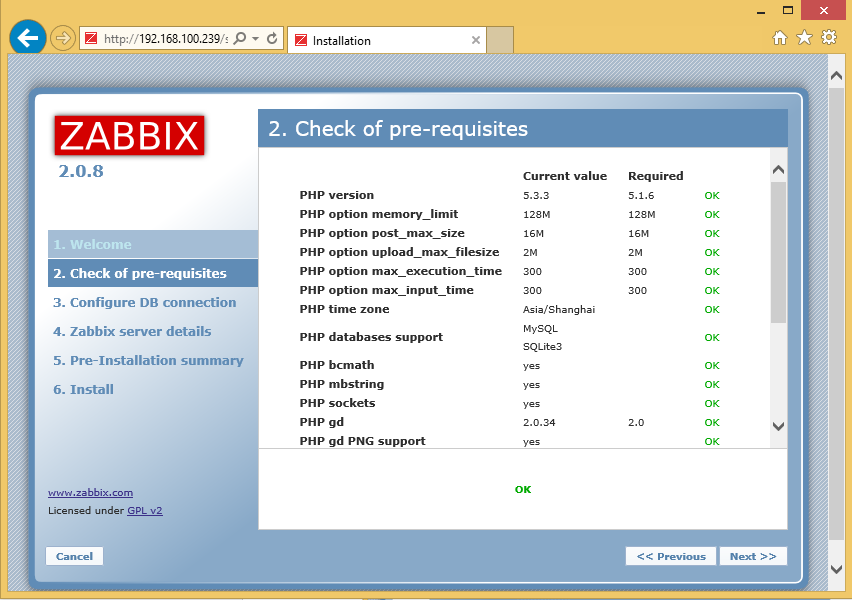 http://192.168.100.239/
Installation
ZABBIX
2.0.8
1. Welcome
2. Check of pre-requisites
3. Configure DB connection
4. Zabbix server details
5. Pre-Installation summary
6. Install
www.zabbix.com
Licensed under GPL v2
2. Check of pre-requisites
Current value Required
PHP version 5.3.3 5.1.6 OK
PHP option memory_limit 128M 128M OK
PHP option post_max_size 16M 16M OK
PHP option upload_max_filesize 2M 2M OK
PHP option max_execution_time 300 300 OK
PHP option max_input_time 300 300 OK
PHP time zone Asia/Shanghai OK
PHP databases support MySQL SQLite3 OK
PHP bcmath yes OK
PHP mbstring yes OK
PHP sockets yes OK
PHP gd 2.0.34 2.0 OK
PHP gd PNG support yes OK
OK
Cancel << Previous Next >>